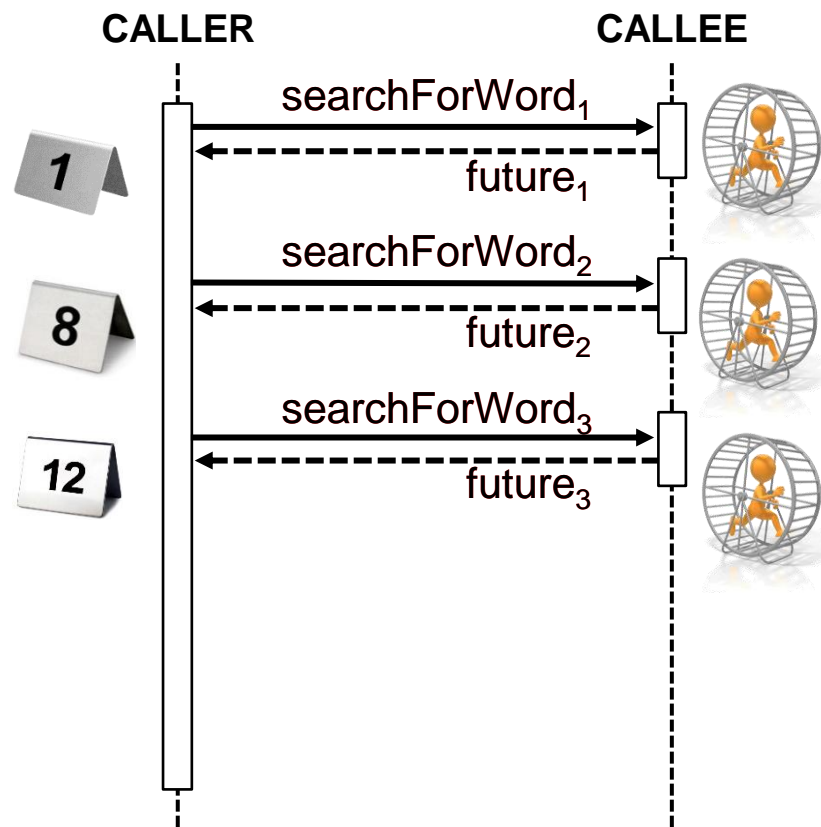 CALLER CALLEE
searchForWord₁
1
future₁
searchForWord₂
8
future₂
searchForWord₃
12
future₃